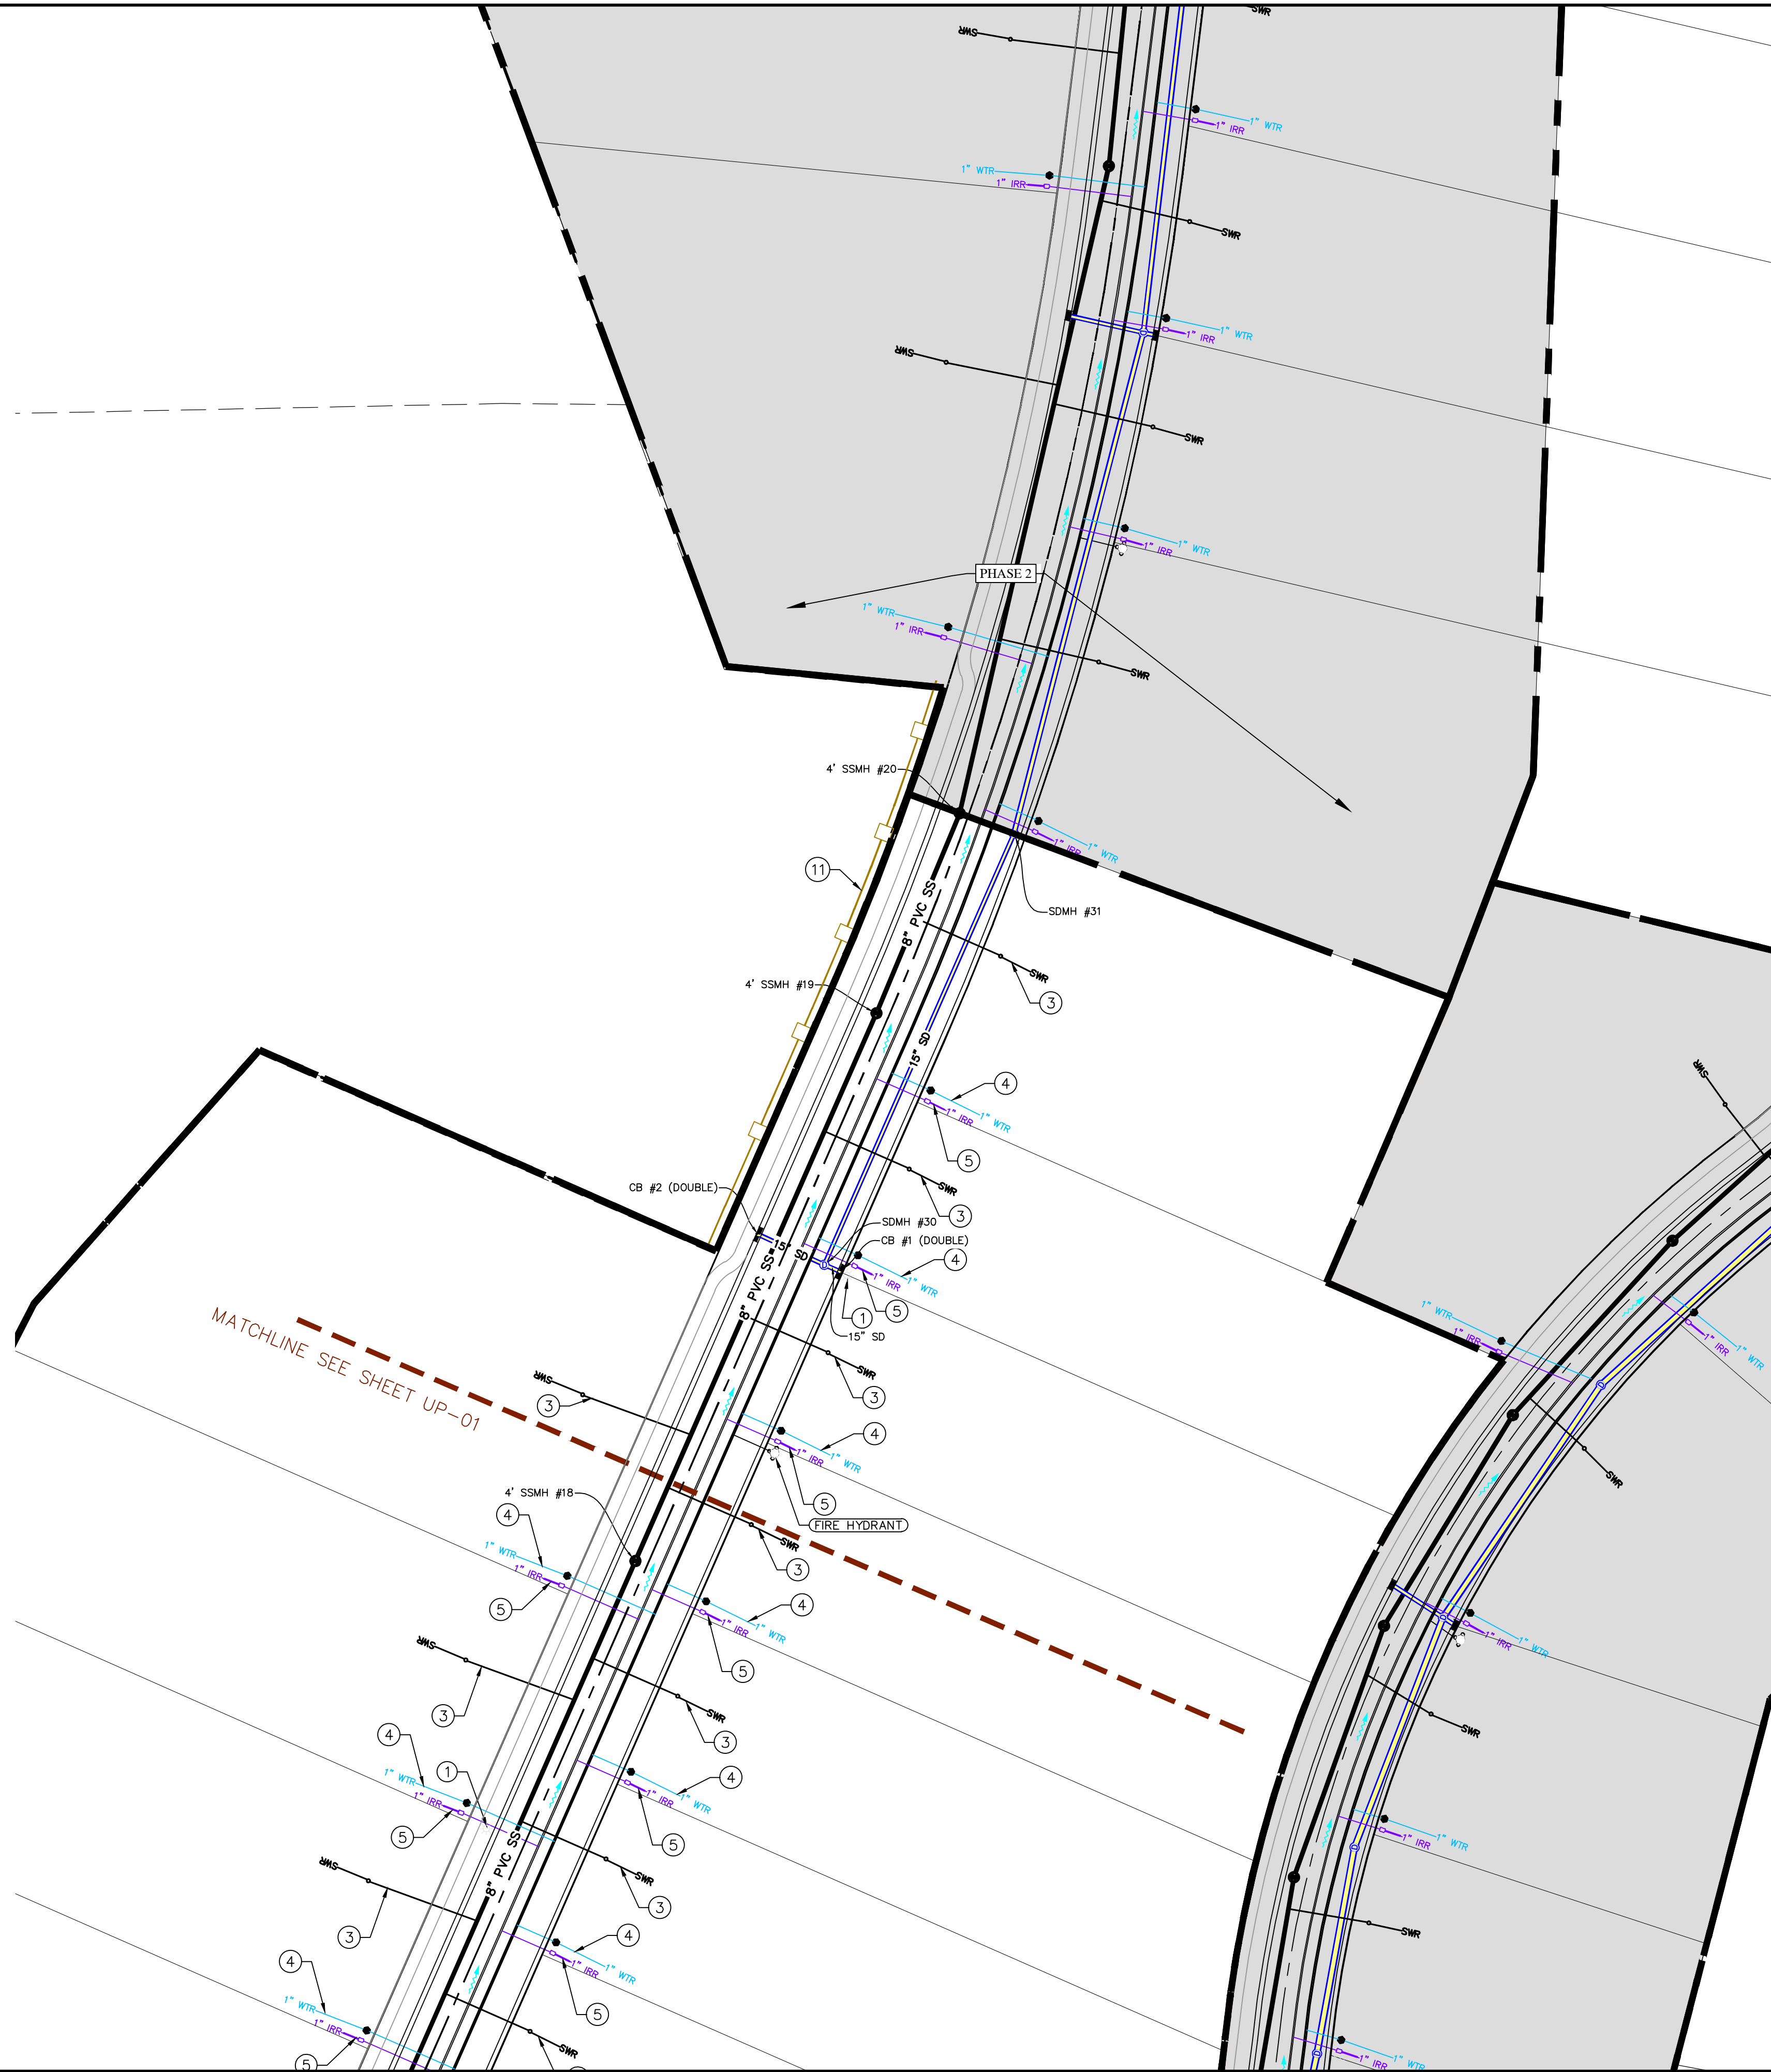 SWR
SWR
1" WTR
1" IRR
1" WTR
1" IRR
SWR
1" WTR
1" IRR
SWR
SWR
1" WTR
1" IRR
PHASE 2
1" WTR
1" IRR
SWR
4' SSMH #20
1" WTR
1" IRR
11
8" PVC SS
SDMH #31
SWR
3
4' SSMH #19
15" SD
4
1" WTR
1" IRR
5
SWR
SWR
3
CB #2 (DOUBLE)
SDMH #30
CB #1 (DOUBLE)
15" SD
4
1" WTR
1" IRR
5
1
15" SD
8" PVC SS
MATCHLINE SEE SHEET UP-01
1" WTR
1" IRR
1" WTR
1" IRR
SWR
3
SWR
3
4
1" WTR
1" IRR
5
FIRE HYDRANT
SWR
4' SSMH #18
4
SWR
3
1" WTR
1" IRR
5
4
1" WTR
1" IRR
5
1" WTR
1" IRR
SWR
3
SWR
3
SWR
4
1
1" WTR
1" IRR
5
4
1" WTR
1" IRR
5
1" WTR
1" IRR
8" PVC SS
SWR
3
SWR
3
SWR
4
1" WTR
1" IRR
5
4
1" WTR
1" IRR
5
SWR
1" WTR
1" IRR